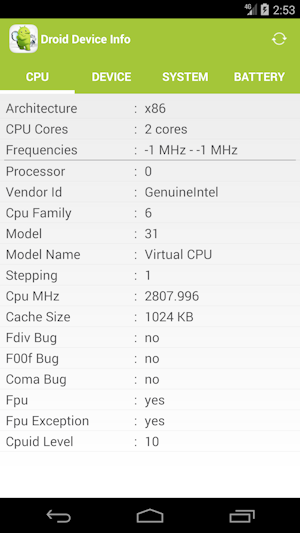 4G 2:53
Droid Device Info
CPU DEVICE SYSTEM BATTERY
Architecture : x86
CPU Cores : 2 cores
Frequencies : -1 MHz - -1 MHz
Processor : 0
Vendor Id : GenuineIntel
Cpu Family : 6
Model : 31
Model Name : Virtual CPU
Stepping : 1
Cpu MHz : 2807.996
Cache Size : 1024 KB
Fdiv Bug : no
F00f Bug : no
Coma Bug : no
Fpu : yes
Fpu Exception : yes
Cpuid Level : 10